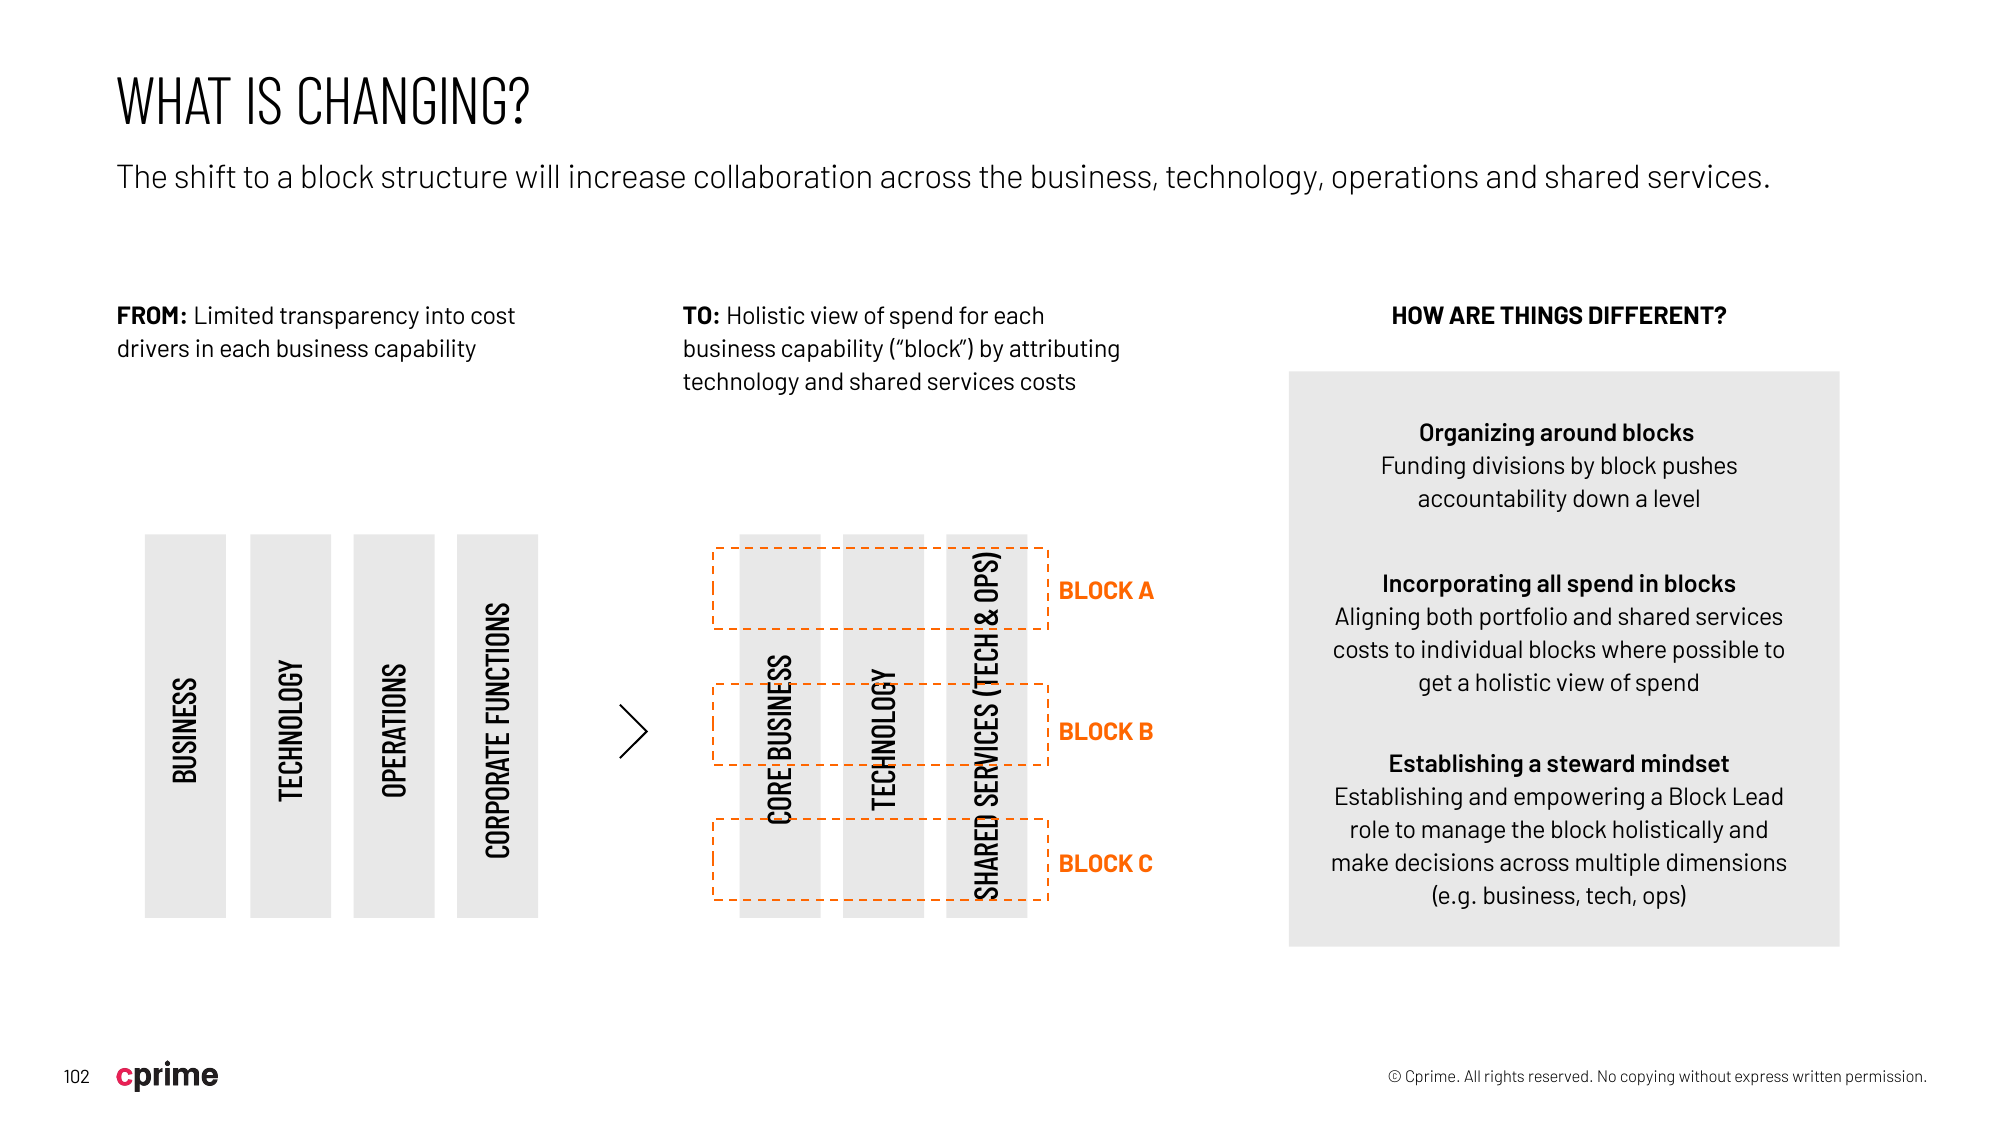 WHAT IS CHANGING?
The shift to a block structure will increase collaboration across the business, technology, operations and shared services.
FROM: Limited transparency into cost
drivers in each business capability
BUSINESS
TECHNOLOGY
OPERATIONS
CORPORATE FUNCTIONS
TO: Holistic view of spend for each
business capability (“block”) by attributing
technology and shared services costs
CORE BUSINESS
TECHNOLOGY
SHARED SERVICES (TECH & OPS)
BLOCK A
BLOCK B
BLOCK C
HOW ARE THINGS DIFFERENT?
Organizing around blocks
Funding divisions by block pushes
accountability down a level
Incorporating all spend in blocks
Aligning both portfolio and shared services
costs to individual blocks where possible to
get a holistic view of spend
Establishing a steward mindset
Establishing and empowering a Block Lead
role to manage the block holistically and
make decisions across multiple dimensions
(e.g. business, tech, ops)
102
cprime
© Cprime. All rights reserved. No copying without express written permission.